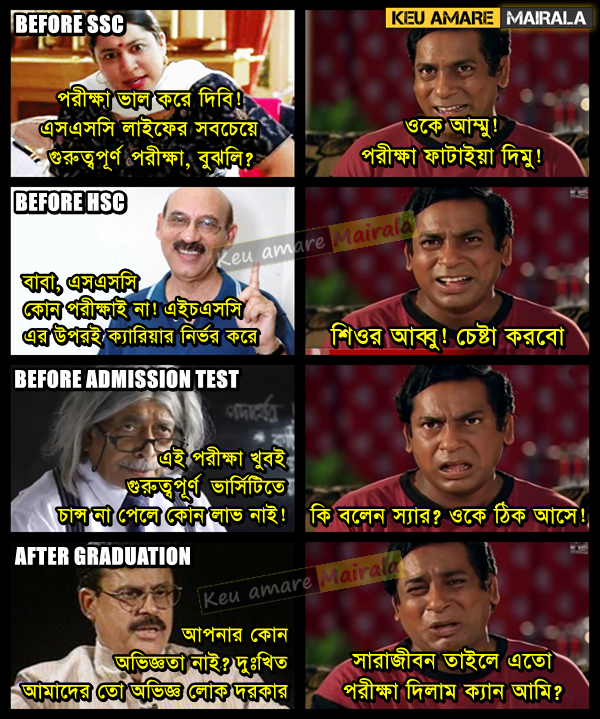 KEU AMARE MAIRALA
BEFORE SSC
পরীক্ষা ভাল করে দিবি!
এসএসসি লাইফের সবচেয়ে
গুরুত্বপূর্ণ পরীক্ষা, বুঝলি?
ওকে আম্মু!
পরীক্ষা ফাটাইয়া দিমু!
BEFORE HSC
Keu amare Mairala
বাবা, এসএসসি
কোন পরীক্ষাই না! এইচএসসি
এর উপরই ক্যারিয়ার নির্ভর করে
শিওর আব্বু! চেষ্টা করবো
BEFORE ADMISSION TEST
পদার্থের
এই পরীক্ষা খুবই
গুরুত্বপূর্ণ ভার্সিটিতে
চান্স না পেলে কোন লাভ নাই!
কি বলেন স্যার? ওকে ঠিক আসে!
AFTER GRADUATION
Keu amare Mairala
আপনার কোন
অভিজ্ঞতা নাই? দুঃখিত
আমাদের তো অভিজ্ঞ লোক দরকার
সারাজীবন তাইলে এতো
পরীক্ষা দিলাম ক্যান আমি?